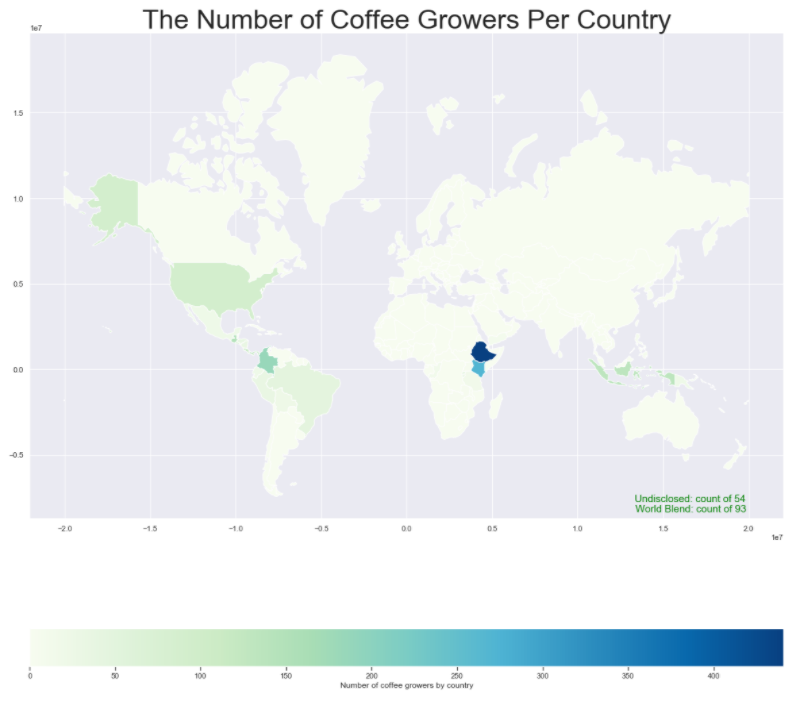 The Number of Coffee Growers Per Country
1e7
1.5
1.0
0.5
0.0
−0.5
Undisclosed: count of 54
World Blend: count of 93
−2.0 −1.5 −1.0 −0.5 0.0 0.5 1.0 1.5 2.0
1e7
0 50 100 150 200 250 300 350 400
Number of coffee growers by country